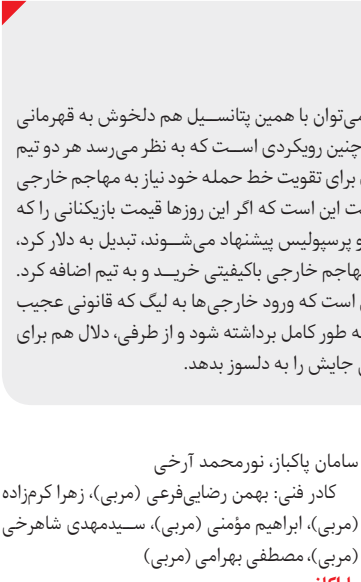 می‌توان با همین پتانسیل هم دلخوش به قهرمانی
چنین رویکردی است که به نظر می‌رسد هر دو تیم
برای تقویت خط حمله خود نیاز به مهاجم خارجی
این است که اگر این روزها قیمت بازیکنانی را که
و پرسپولیس پیشنهاد می‌شوند، تبدیل به دلار کرد،
مهاجم خارجی باکیفیتی خرید و به تیم اضافه کرد.
است که ورود خارجی‌ها به لیگ که قانونی عجیب
به طور کامل برداشته شود و از طرفی، دلال هم برای
جایش را به دلسوز بدهد.
سامان پاکباز، نورمحمد آرخی
کادر فنی: بهمن رضایی‌فرعی (مربی)، زهرا کرم‌زاده
(مربی)، ابراهیم مؤمنی (مربی)، سیدمهدی شاهرخی
(مربی)، مصطفی بهرامی (مربی)